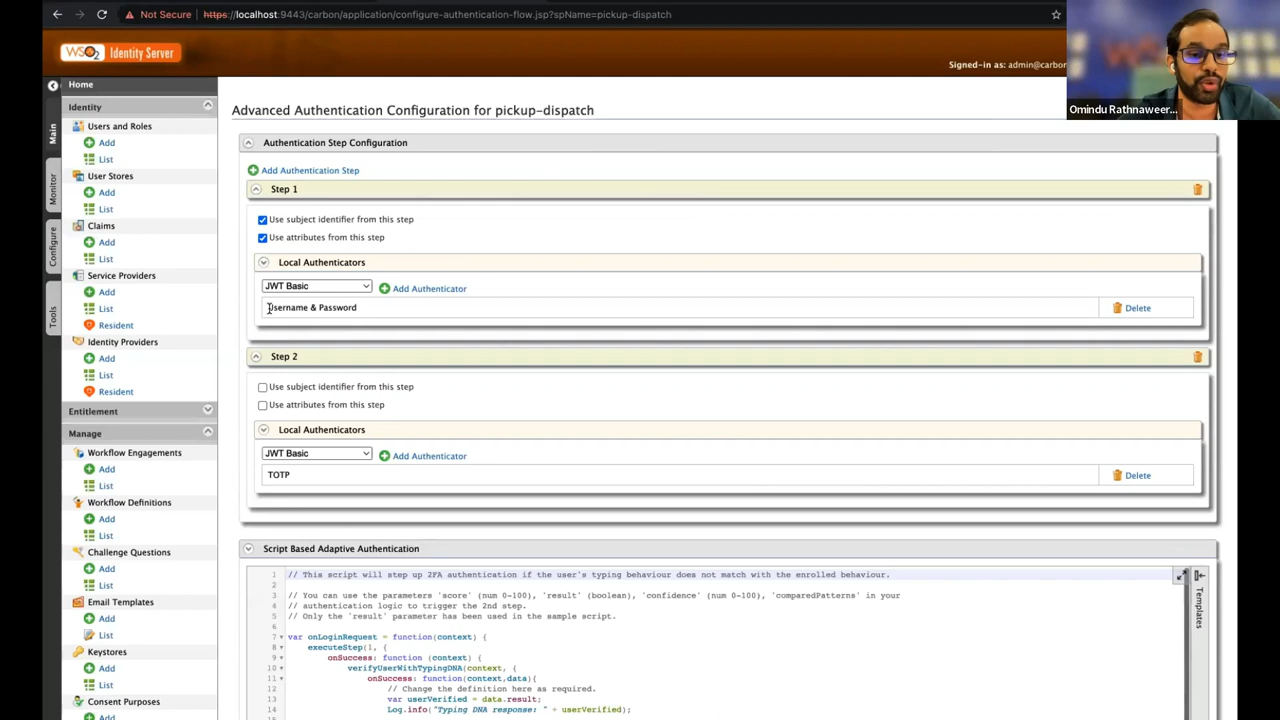 Not Secure
https://localhost:9443/carbon/application/configure-authentication-flow.jsp?spName=pickup-dispatch
WSO2 Identity Server
Signed-in as: admin@carbon
Omindu Rathnaweer...
Main
Monitor
Configure
Tools
Home
Identity
Users and Roles
Add
List
User Stores
Add
List
Claims
Add
List
Service Providers
Add
List
Resident
Identity Providers
Add
List
Resident
Entitlement
Manage
Workflow Engagements
Add
List
Workflow Definitions
Add
List
Challenge Questions
Add
List
Email Templates
Add
List
Keystores
Add
List
Consent Purposes
Add
Advanced Authentication Configuration for pickup-dispatch
Authentication Step Configuration
Add Authentication Step
Step 1
Use subject identifier from this step
Use attributes from this step
Local Authenticators
JWT Basic Add Authenticator
Username & Password Delete
Step 2
Use subject identifier from this step
Use attributes from this step
Local Authenticators
JWT Basic Add Authenticator
TOTP Delete
Script Based Adaptive Authentication
Templates
1 // This script will step up 2FA authentication if the user's typing behaviour does not match with the enrolled behaviour.
2
3 // You can use the parameters 'score' (num 0-100), 'result' (boolean), 'confidence' (num 0-100), 'comparedPatterns' in your
4 // authentication logic to trigger the 2nd step.
5 // Only the 'result' parameter has been used in the sample script.
6
7 var onLoginRequest = function(context) {
8 executeStep(1, {
9 onSuccess: function (context) {
10 verifyUserWithTypingDNA(context, {
11 onSuccess: function(context,data){
12 // Change the definition here as required.
13 var userVerified = data.result;
14 Log.info("Typing DNA response: " + userVerified);